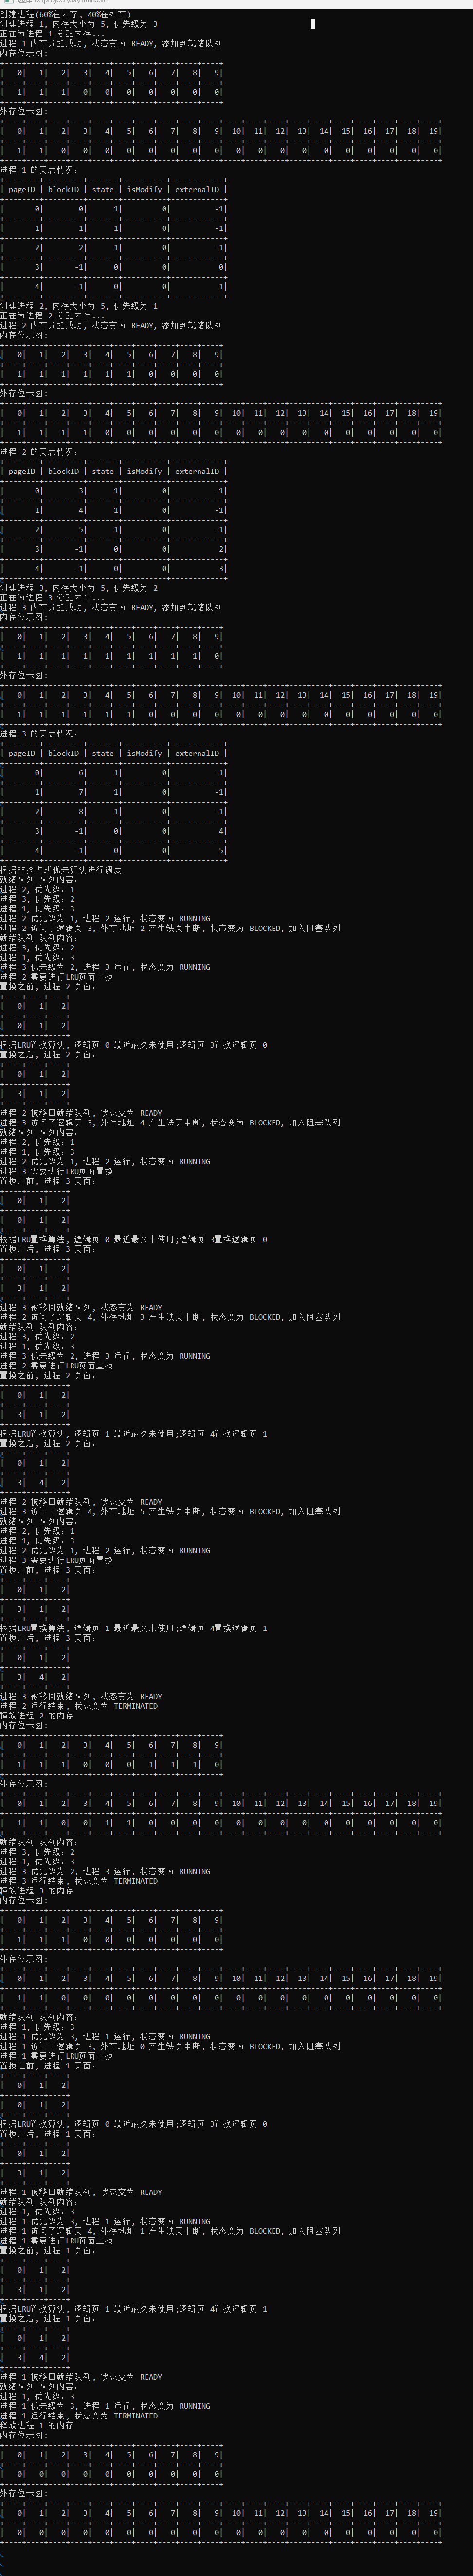 创建进程(60%在内存, 40%在外存)
创建进程 1, 内存大小为 5, 优先级为 3
正在为进程 1 分配内存...
进程 1 内存分配成功, 状态变为 READY, 添加到就绪队列
内存位示图:
| 0| 1| 2| 3| 4| 5| 6| 7| 8| 9|
| 1| 1| 1| 0| 0| 0| 0| 0| 0| 0|
外存位示图:
| 0| 1| 2| 3| 4| 5| 6| 7| 8| 9| 10| 11| 12| 13| 14| 15| 16| 17| 18| 19|
| 1| 1| 0| 0| 0| 0| 0| 0| 0| 0| 0| 0| 0| 0| 0| 0| 0| 0| 0| 0|
进程 1 的页表情况:
| pageID | blockID | state | isModify | externalID |
| 0| 0| 1| 0| -1|
| 1| 1| 1| 0| -1|
| 2| 2| 1| 0| -1|
| 3| -1| 0| 0| 0|
| 4| -1| 0| 0| 1|
创建进程 2, 内存大小为 5, 优先级为 1
正在为进程 2 分配内存...
进程 2 内存分配成功, 状态变为 READY, 添加到就绪队列
内存位示图:
| 0| 1| 2| 3| 4| 5| 6| 7| 8| 9|
| 1| 1| 1| 1| 1| 1| 0| 0| 0| 0|
外存位示图:
| 0| 1| 2| 3| 4| 5| 6| 7| 8| 9| 10| 11| 12| 13| 14| 15| 16| 17| 18| 19|
| 1| 1| 1| 1| 0| 0| 0| 0| 0| 0| 0| 0| 0| 0| 0| 0| 0| 0| 0| 0|
进程 2 的页表情况:
| pageID | blockID | state | isModify | externalID |
| 0| 3| 1| 0| -1|
| 1| 4| 1| 0| -1|
| 2| 5| 1| 0| -1|
| 3| -1| 0| 0| 2|
| 4| -1| 0| 0| 3|
创建进程 3, 内存大小为 5, 优先级为 2
正在为进程 3 分配内存...
进程 3 内存分配成功, 状态变为 READY, 添加到就绪队列
内存位示图:
| 0| 1| 2| 3| 4| 5| 6| 7| 8| 9|
| 1| 1| 1| 1| 1| 1| 1| 1| 1| 0|
外存位示图:
| 0| 1| 2| 3| 4| 5| 6| 7| 8| 9| 10| 11| 12| 13| 14| 15| 16| 17| 18| 19|
| 1| 1| 1| 1| 1| 1| 0| 0| 0| 0| 0| 0| 0| 0| 0| 0| 0| 0| 0| 0|
进程 3 的页表情况:
| pageID | blockID | state | isModify | externalID |
| 0| 6| 1| 0| -1|
| 1| 7| 1| 0| -1|
| 2| 8| 1| 0| -1|
| 3| -1| 0| 0| 4|
| 4| -1| 0| 0| 5|
根据非抢占式优先算法进行调度
就绪队列 队列内容:
进程 2, 优先级: 1
进程 3, 优先级: 2
进程 1, 优先级: 3
进程 2 优先级为 1, 进程 2 运行, 状态变为 RUNNING
进程 2 访问了逻辑页 3, 外存地址 2 产生缺页中断, 状态变为 BLOCKED, 加入阻塞队列
就绪队列 队列内容:
进程 3, 优先级: 2
进程 1, 优先级: 3
进程 3 优先级为 2, 进程 3 运行, 状态变为 RUNNING
进程 2 需要进行LRU页面置换
置换之前, 进程 2 页面:
| 0| 1| 2|
| 0| 1| 2|
根据LRU置换算法, 逻辑页 0 最近最久未使用;逻辑页 3置换逻辑页 0
置换之后, 进程 2 页面:
| 0| 1| 2|
| 3| 1| 2|
进程 2 被移回就绪队列, 状态变为 READY
进程 3 访问了逻辑页 3, 外存地址 4 产生缺页中断, 状态变为 BLOCKED, 加入阻塞队列
就绪队列 队列内容:
进程 2, 优先级: 1
进程 1, 优先级: 3
进程 2 优先级为 1, 进程 2 运行, 状态变为 RUNNING
进程 3 需要进行LRU页面置换
置换之前, 进程 3 页面:
| 0| 1| 2|
| 0| 1| 2|
根据LRU置换算法, 逻辑页 0 最近最久未使用;逻辑页 3置换逻辑页 0
置换之后, 进程 3 页面:
| 0| 1| 2|
| 3| 1| 2|
进程 3 被移回就绪队列, 状态变为 READY
进程 2 访问了逻辑页 4, 外存地址 3 产生缺页中断, 状态变为 BLOCKED, 加入阻塞队列
就绪队列 队列内容:
进程 3, 优先级: 2
进程 1, 优先级: 3
进程 3 优先级为 2, 进程 3 运行, 状态变为 RUNNING
进程 2 需要进行LRU页面置换
置换之前, 进程 2 页面:
| 0| 1| 2|
| 3| 1| 2|
根据LRU置换算法, 逻辑页 1 最近最久未使用;逻辑页 4置换逻辑页 1
置换之后, 进程 2 页面:
| 0| 1| 2|
| 3| 4| 2|
进程 2 被移回就绪队列, 状态变为 READY
进程 3 访问了逻辑页 4, 外存地址 5 产生缺页中断, 状态变为 BLOCKED, 加入阻塞队列
就绪队列 队列内容:
进程 2, 优先级: 1
进程 1, 优先级: 3
进程 2 优先级为 1, 进程 2 运行, 状态变为 RUNNING
进程 3 需要进行LRU页面置换
置换之前, 进程 3 页面:
| 0| 1| 2|
| 3| 1| 2|
根据LRU置换算法, 逻辑页 1 最近最久未使用;逻辑页 4置换逻辑页 1
置换之后, 进程 3 页面:
| 0| 1| 2|
| 3| 4| 2|
进程 3 被移回就绪队列, 状态变为 READY
进程 2 运行结束, 状态变为 TERMINATED
释放进程 2 的内存
内存位示图:
| 0| 1| 2| 3| 4| 5| 6| 7| 8| 9|
| 1| 1| 1| 0| 0| 0| 1| 1| 1| 0|
外存位示图:
| 0| 1| 2| 3| 4| 5| 6| 7| 8| 9| 10| 11| 12| 13| 14| 15| 16| 17| 18| 19|
| 1| 1| 0| 0| 1| 1| 0| 0| 0| 0| 0| 0| 0| 0| 0| 0| 0| 0| 0| 0|
就绪队列 队列内容:
进程 3, 优先级: 2
进程 1, 优先级: 3
进程 3 优先级为 2, 进程 3 运行, 状态变为 RUNNING
进程 3 运行结束, 状态变为 TERMINATED
释放进程 3 的内存
内存位示图:
| 0| 1| 2| 3| 4| 5| 6| 7| 8| 9|
| 1| 1| 1| 0| 0| 0| 0| 0| 0| 0|
外存位示图:
| 0| 1| 2| 3| 4| 5| 6| 7| 8| 9| 10| 11| 12| 13| 14| 15| 16| 17| 18| 19|
| 1| 1| 0| 0| 0| 0| 0| 0| 0| 0| 0| 0| 0| 0| 0| 0| 0| 0| 0| 0|
就绪队列 队列内容:
进程 1, 优先级: 3
进程 1 优先级为 3, 进程 1 运行, 状态变为 RUNNING
进程 1 访问了逻辑页 3, 外存地址 0 产生缺页中断, 状态变为 BLOCKED, 加入阻塞队列
进程 1 需要进行LRU页面置换
置换之前, 进程 1 页面:
| 0| 1| 2|
| 0| 1| 2|
根据LRU置换算法, 逻辑页 0 最近最久未使用;逻辑页 3置换逻辑页 0
置换之后, 进程 1 页面:
| 0| 1| 2|
| 3| 1| 2|
进程 1 被移回就绪队列, 状态变为 READY
就绪队列 队列内容:
进程 1, 优先级: 3
进程 1 优先级为 3, 进程 1 运行, 状态变为 RUNNING
进程 1 访问了逻辑页 4, 外存地址 1 产生缺页中断, 状态变为 BLOCKED, 加入阻塞队列
进程 1 需要进行LRU页面置换
置换之前, 进程 1 页面:
| 0| 1| 2|
| 3| 1| 2|
根据LRU置换算法, 逻辑页 1 最近最久未使用;逻辑页 4置换逻辑页 1
置换之后, 进程 1 页面:
| 0| 1| 2|
| 3| 4| 2|
进程 1 被移回就绪队列, 状态变为 READY
就绪队列 队列内容:
进程 1, 优先级: 3
进程 1 优先级为 3, 进程 1 运行, 状态变为 RUNNING
进程 1 运行结束, 状态变为 TERMINATED
释放进程 1 的内存
内存位示图:
| 0| 1| 2| 3| 4| 5| 6| 7| 8| 9|
| 0| 0| 0| 0| 0| 0| 0| 0| 0| 0|
外存位示图:
| 0| 1| 2| 3| 4| 5| 6| 7| 8| 9| 10| 11| 12| 13| 14| 15| 16| 17| 18| 19|
| 0| 0| 0| 0| 0| 0| 0| 0| 0| 0| 0| 0| 0| 0| 0| 0| 0| 0| 0| 0|